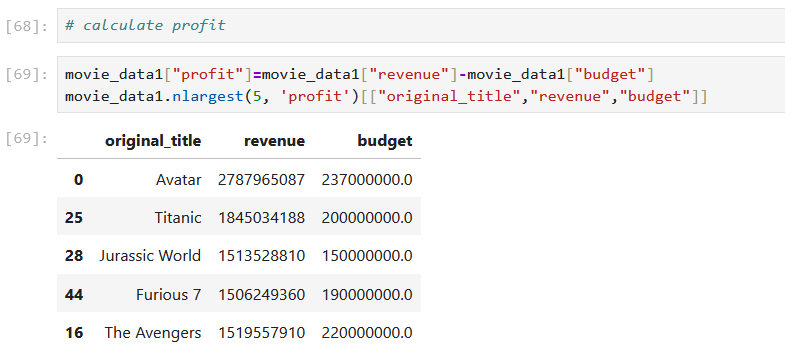 [68]: # calculate profit
[69]: movie_data1["profit"]=movie_data1["revenue"]-movie_data1["budget"]
movie_data1.nlargest(5, 'profit')[["original_title","revenue","budget"]]
[69]: original_title revenue budget
0 Avatar 2787965087 237000000.0
25 Titanic 1845034188 200000000.0
28 Jurassic World 1513528810 150000000.0
44 Furious 7 1506249360 190000000.0
16 The Avengers 1519557910 220000000.0